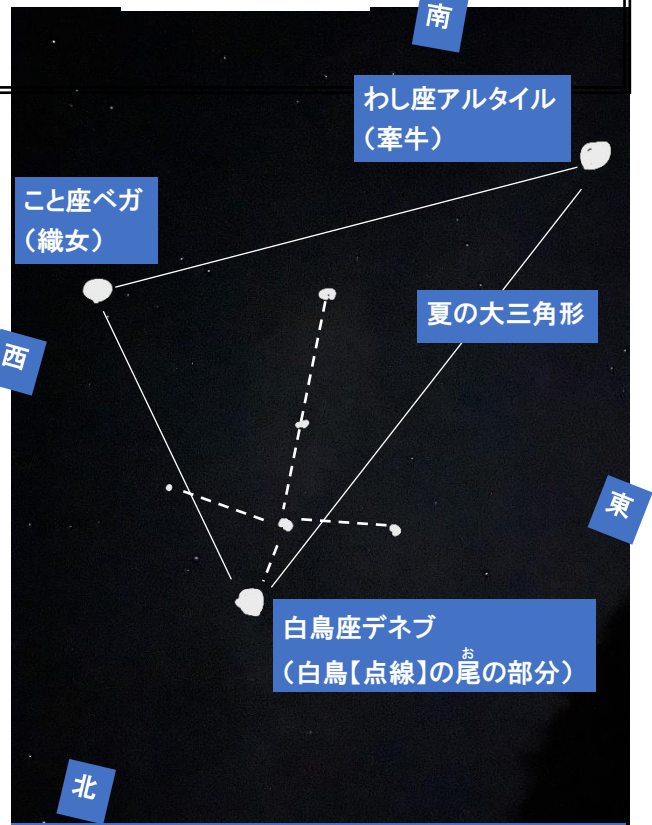 南
わし座アルタイル
（牽牛）
こと座ベガ
（織女）
夏の大三角形
西
東
白鳥座デネブ
（白鳥【点線】の尾の部分）
お
北